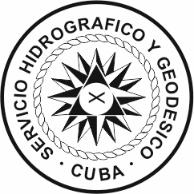 · SERVICIO HIDROGRAFICO Y GEODESICO ·
CUBA